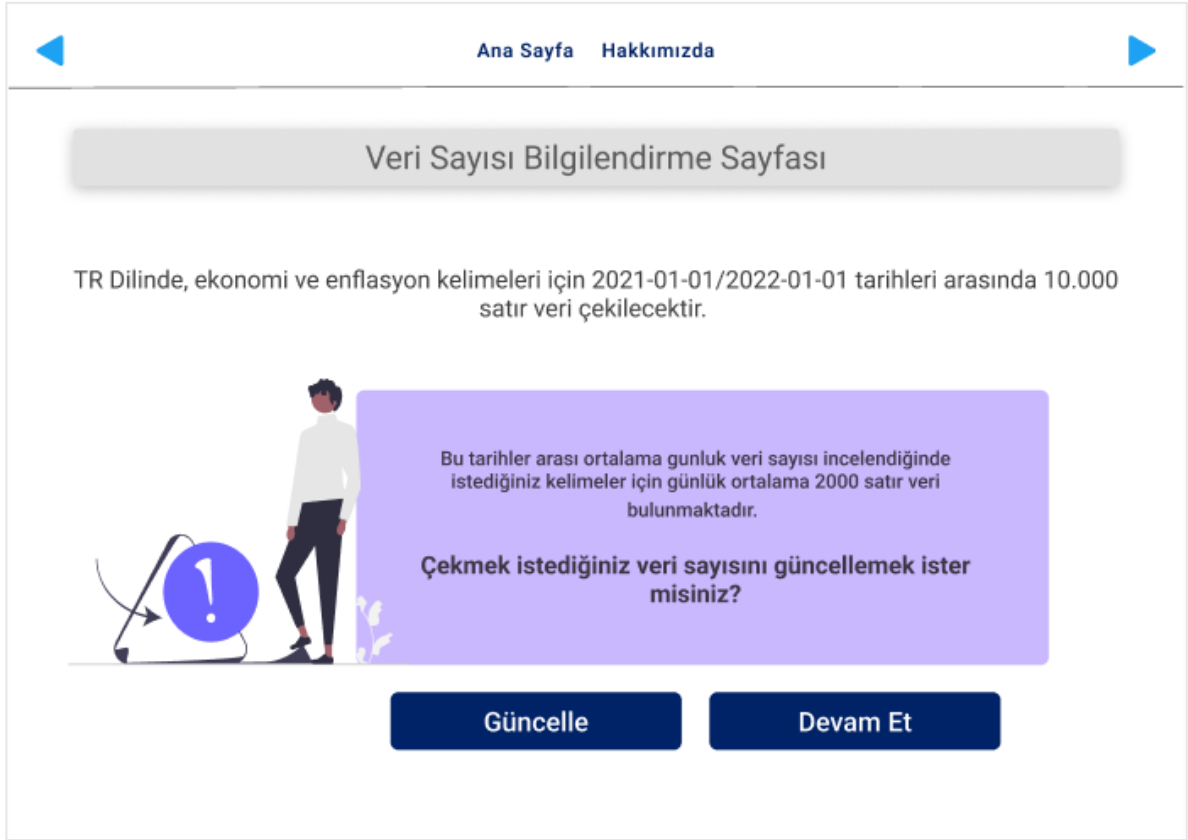 Ana Sayfa Hakkımızda
Veri Sayısı Bilgilendirme Sayfası
TR Dilinde, ekonomi ve enflasyon kelimeleri için 2021-01-01/2022-01-01 tarihleri arasında 10.000
satır veri çekilecektir.
Bu tarihler arası ortalama gunluk veri sayısı incelendiğinde
istediğiniz kelimeler için günlük ortalama 2000 satır veri
bulunmaktadır.
Çekmek istediğiniz veri sayısını güncellemek ister
misiniz?
!
Güncelle Devam Et